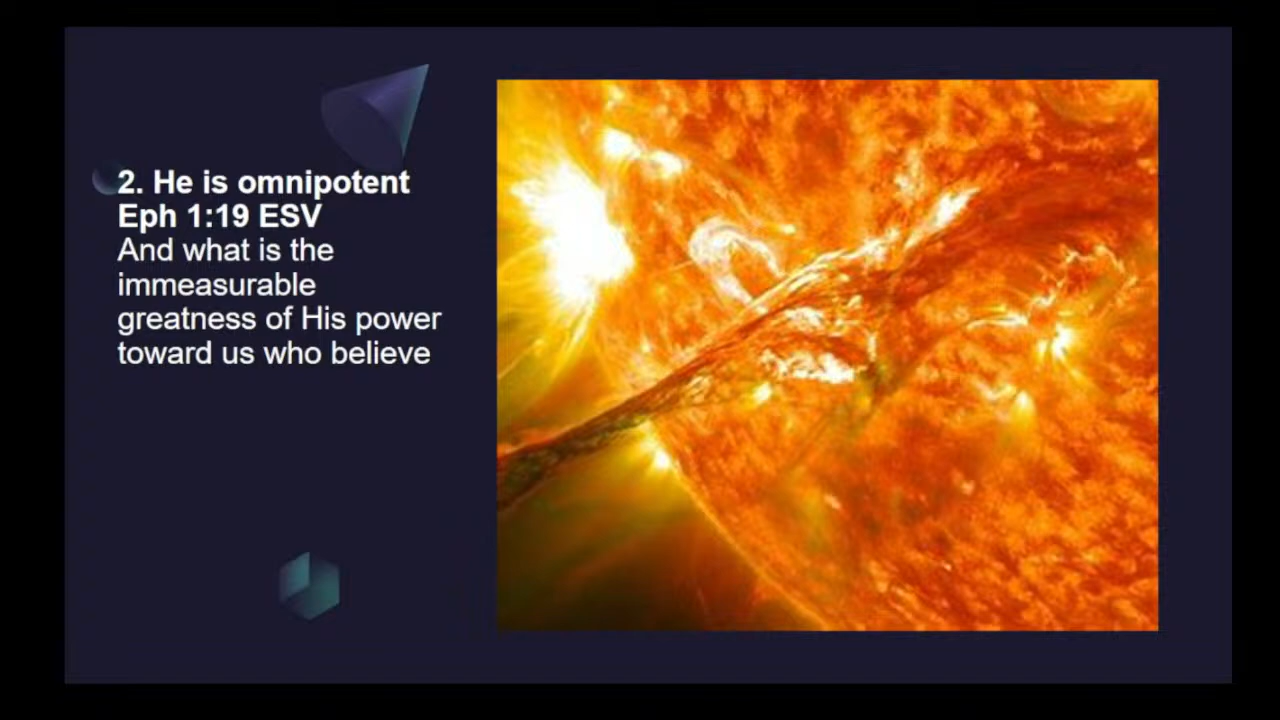 2. He is omnipotent
Eph 1:19 ESV
And what is the
immeasurable
greatness of His power
toward us who believe